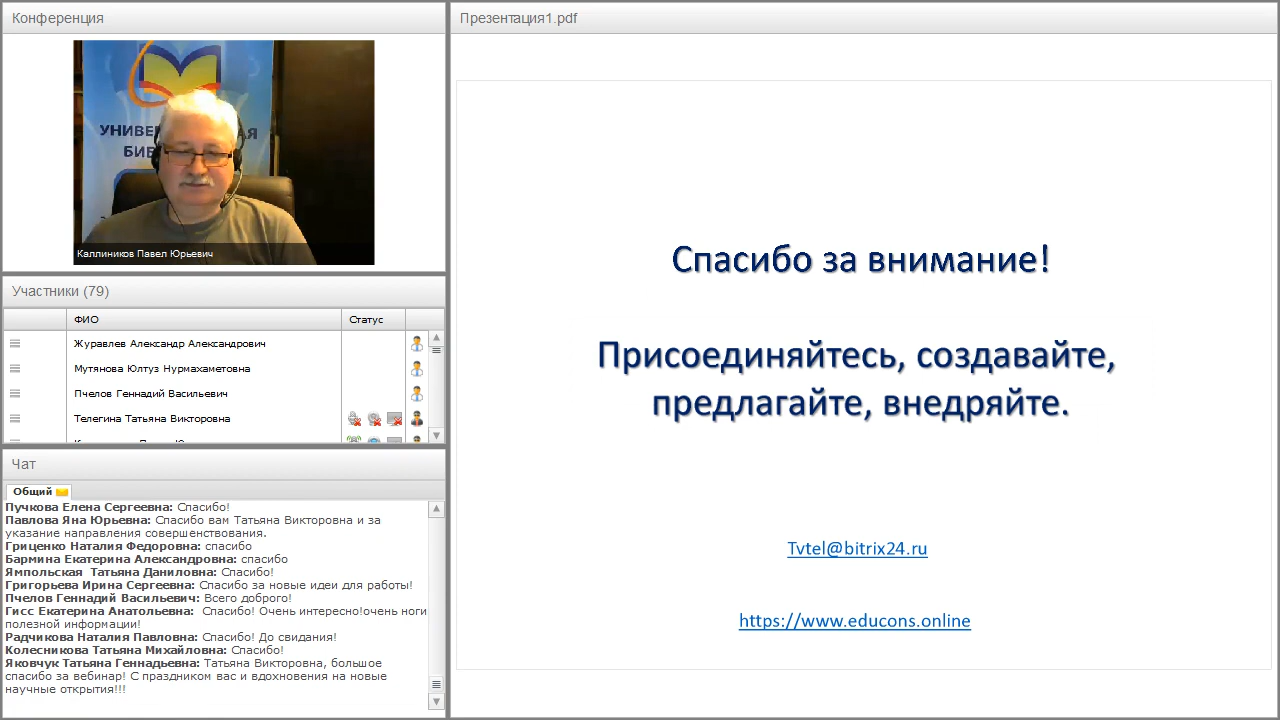 Конференция
УНИВЕ
АЯ
БИБ
Каллиников Павел Юрьевич
Участники (79)
ФИО
Статус
Журавлев Александр Александрович
Мутянова Юлтуз Нурмахаметовна
Пчелов Геннадий Васильевич
Телегина Татьяна Викторовна
Чат
Общий
Пучкова Елена Сергеевна: Спасибо!
Павлова Яна Юрьевна: Спасибо вам Татьяна Викторовна и за
указание направления совершенствования.
Гриценко Наталия Федоровна: спасибо
Бармина Екатерина Александровна: спасибо
Ямпольская Татьяна Даниловна: Спасибо!
Григорьева Ирина Сергеевна: Спасибо за новые идеи для работы!
Пчелов Геннадий Васильевич: Всего доброго!
Гисс Екатерина Анатольевна: Спасибо! Очень интересно!очень ноги
полезной информации!
Радчикова Наталия Павловна: Спасибо! До свидания!
Колесникова Татьяна Михайловна: Спасибо!
Яковчук Татьяна Геннадьевна: Татьяна Викторовна, большое
спасибо за вебинар! С праздником вас и вдохновения на новые
научные открытия!!!
Презентация1.pdf
Спасибо за внимание!
Присоединяйтесь, создавайте,
предлагайте, внедряйте.
Tvtel@bitrix24.ru
https://www.educons.online